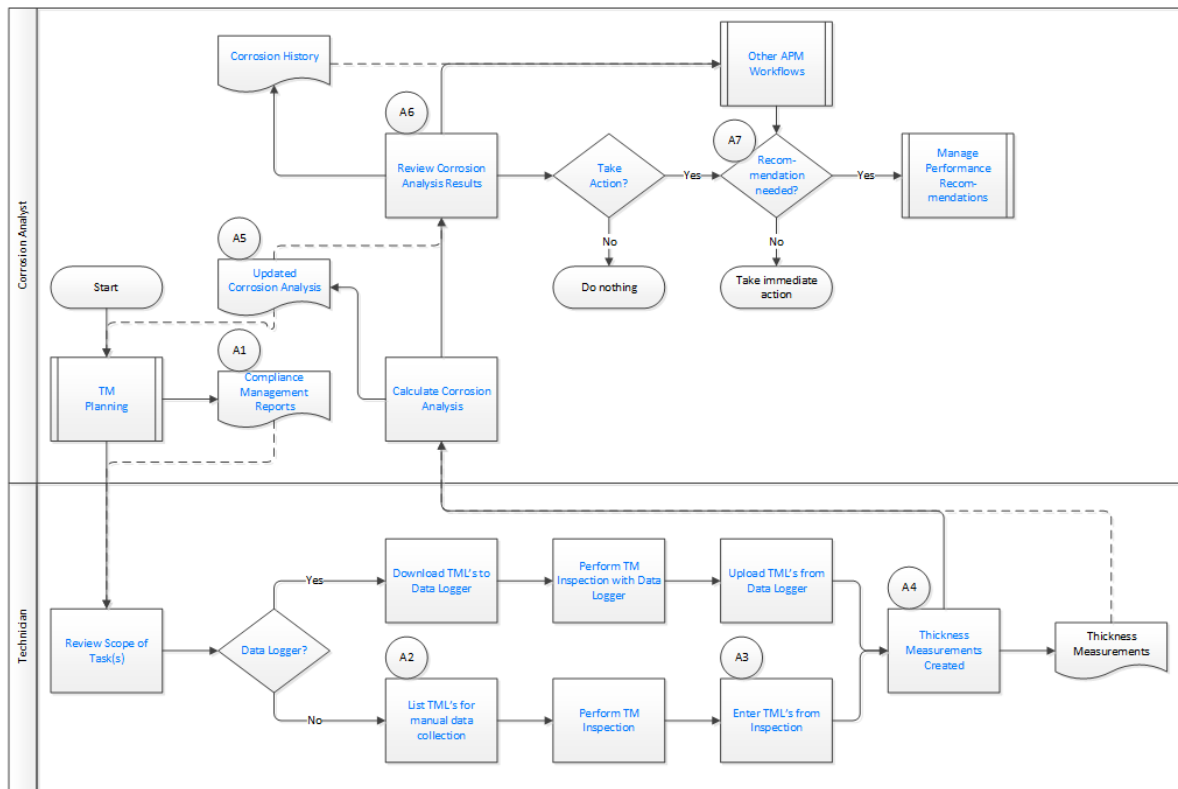 Corrosion Analyst
Corrosion History
Other APM
Workflows
A6
A7
Review Corrosion
Analysis Results
Take
Action?
Yes
Recom-
mendation
needed?
Yes
Manage
Performance
Recom-
mendations
A5
No
No
Updated
Corrosion Analysis
Start
Do nothing
Take immediate
action
A1
TM
Planning
Compliance
Management
Reports
Calculate Corrosion
Analysis
Technician
Yes
Download TML's to
Data Logger
Perform TM
Inspection with Data
Logger
Upload TML's from
Data Logger
A4
Review Scope of
Task(s)
Data Logger?
Thickness
Measurements
Created
Thickness
Measurements
A2
A3
No
List TML's for
manual data
collection
Perform TM
Inspection
Enter TML's from
Inspection